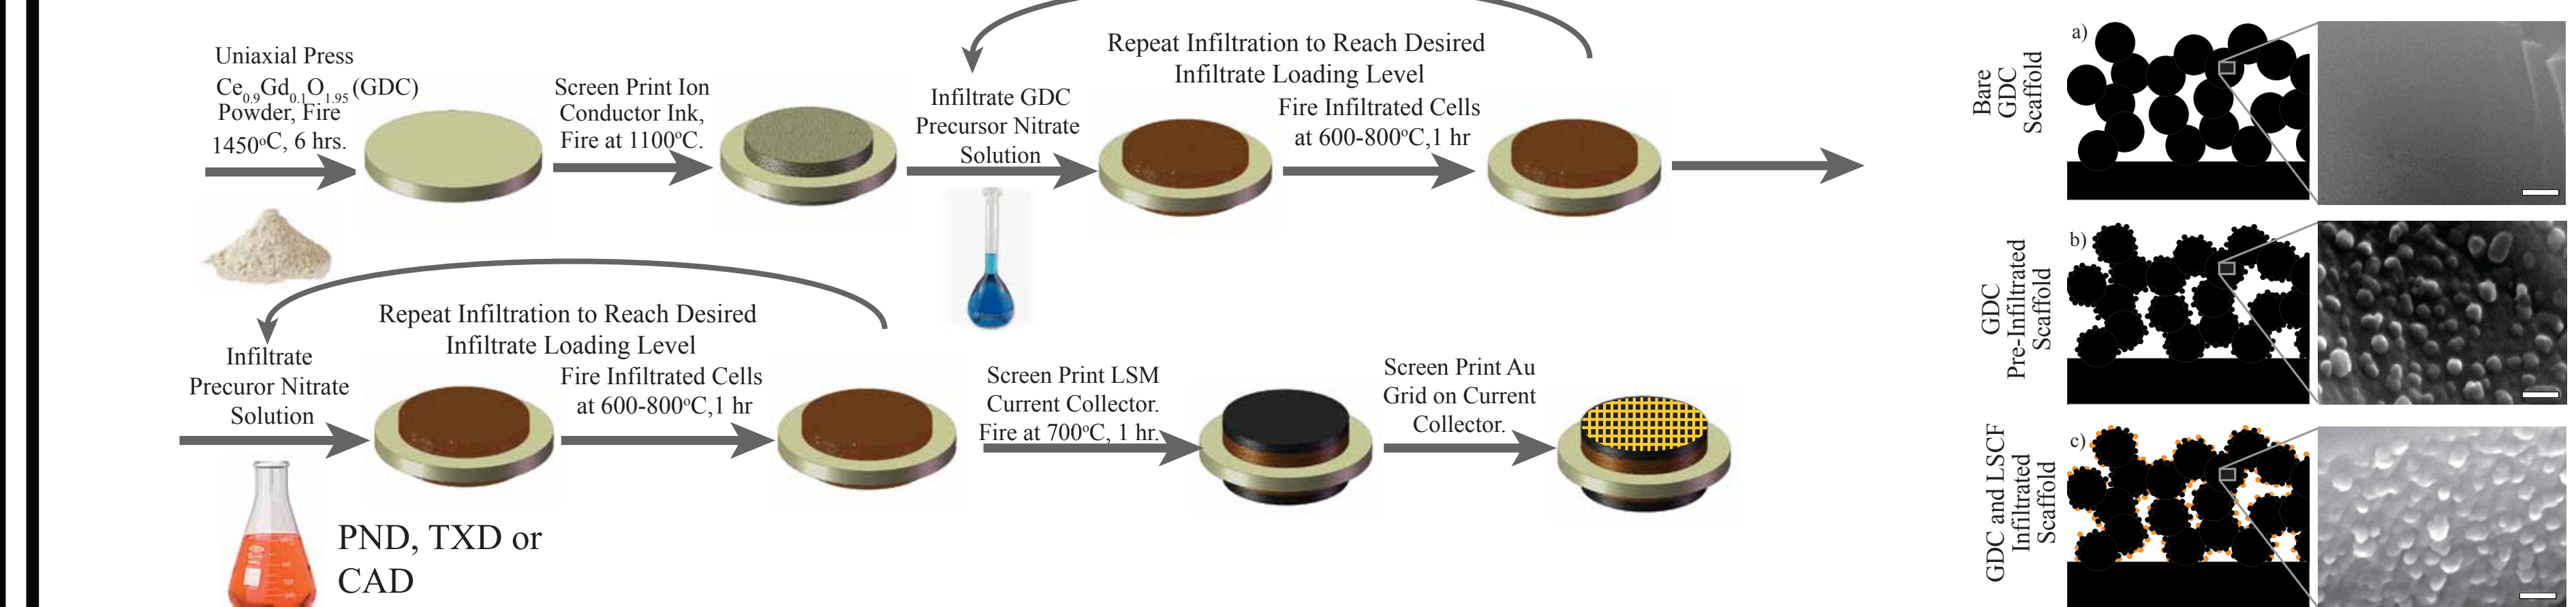 Uniaxial Press
Ce0.9Gd0.1O1.95 (GDC)
Powder, Fire
1450ºC, 6 hrs.
Screen Print Ion
Conductor Ink,
Fire at 1100ºC.
Infiltrate GDC
Precursor Nitrate
Solution
Repeat Infiltration to Reach Desired
Infiltrate Loading Level
Fire Infiltrated Cells
at 600-800ºC,1 hr
Infiltrate
Precuror Nitrate
Solution
PND, TXD or
CAD
Repeat Infiltration to Reach Desired
Infiltrate Loading Level
Fire Infiltrated Cells
at 600-800ºC,1 hr
Screen Print LSM
Current Collector.
Fire at 700ºC, 1 hr.
Screen Print Au
Grid on Current
Collector.
Bare
GDC
Scaffold
a)
GDC
Pre-Infiltrated
Scaffold
b)
GDC and LSCF
Infiltrated
Scaffold
c)